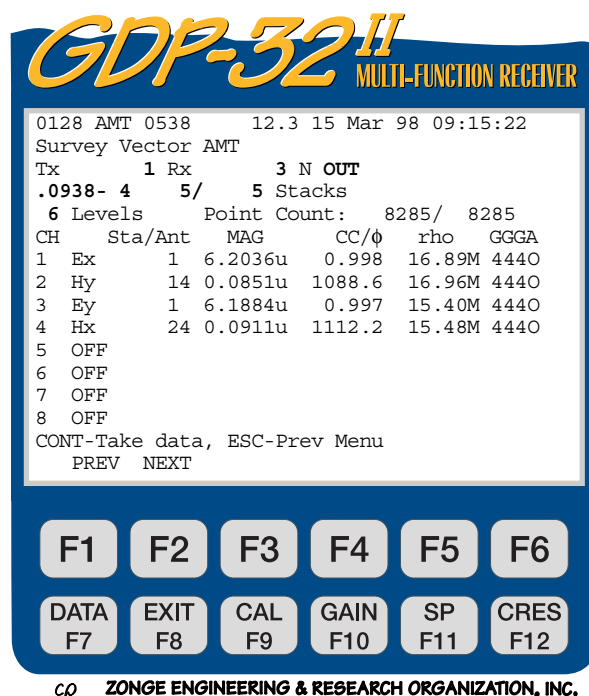 GDP-32 II
MULTI-FUNCTION RECEIVER
0128 AMT 0538 12.3 15 Mar 98 09:15:22
Survey Vector AMT
Tx 1 Rx 3 N OUT
.0938- 4 5/ 5 Stacks
6 Levels Point Count: 8285/ 8285
CH Sta/Ant MAG CC/ϕ rho GGGA
1 Ex 1 6.2036u 0.998 16.89M 444O
2 Hy 14 0.0851u 1088.6 16.96M 444O
3 Ey 1 6.1884u 0.997 15.40M 444O
4 Hx 24 0.0911u 1112.2 15.48M 444O
5 OFF
6 OFF
7 OFF
8 OFF
CONT-Take data, ESC-Prev Menu
PREV NEXT
F1 F2 F3 F4 F5 F6
DATA EXIT CAL GAIN SP CRES
F7 F8 F9 F10 F11 F12
ZONGE ENGINEERING & RESEARCH ORGANIZATION, INC.